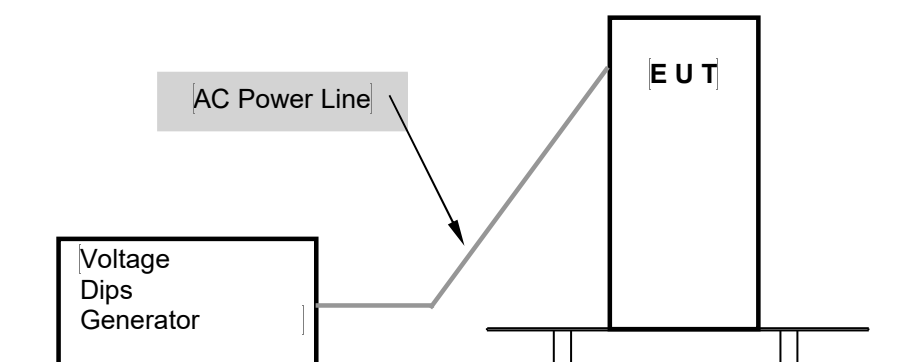 E U T
AC Power Line
Voltage
Dips
Generator